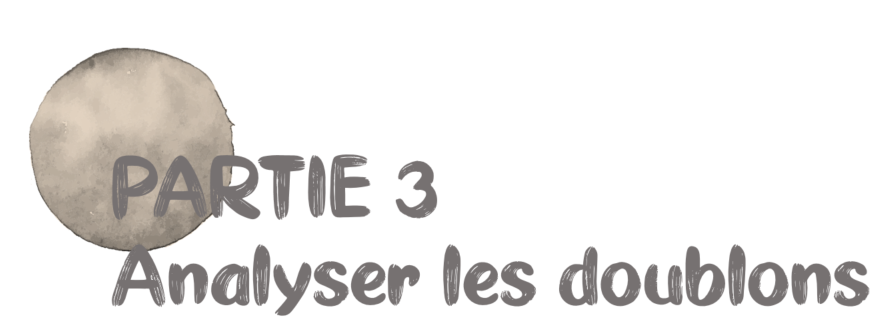 PARTIE 3
Analyser les doublons